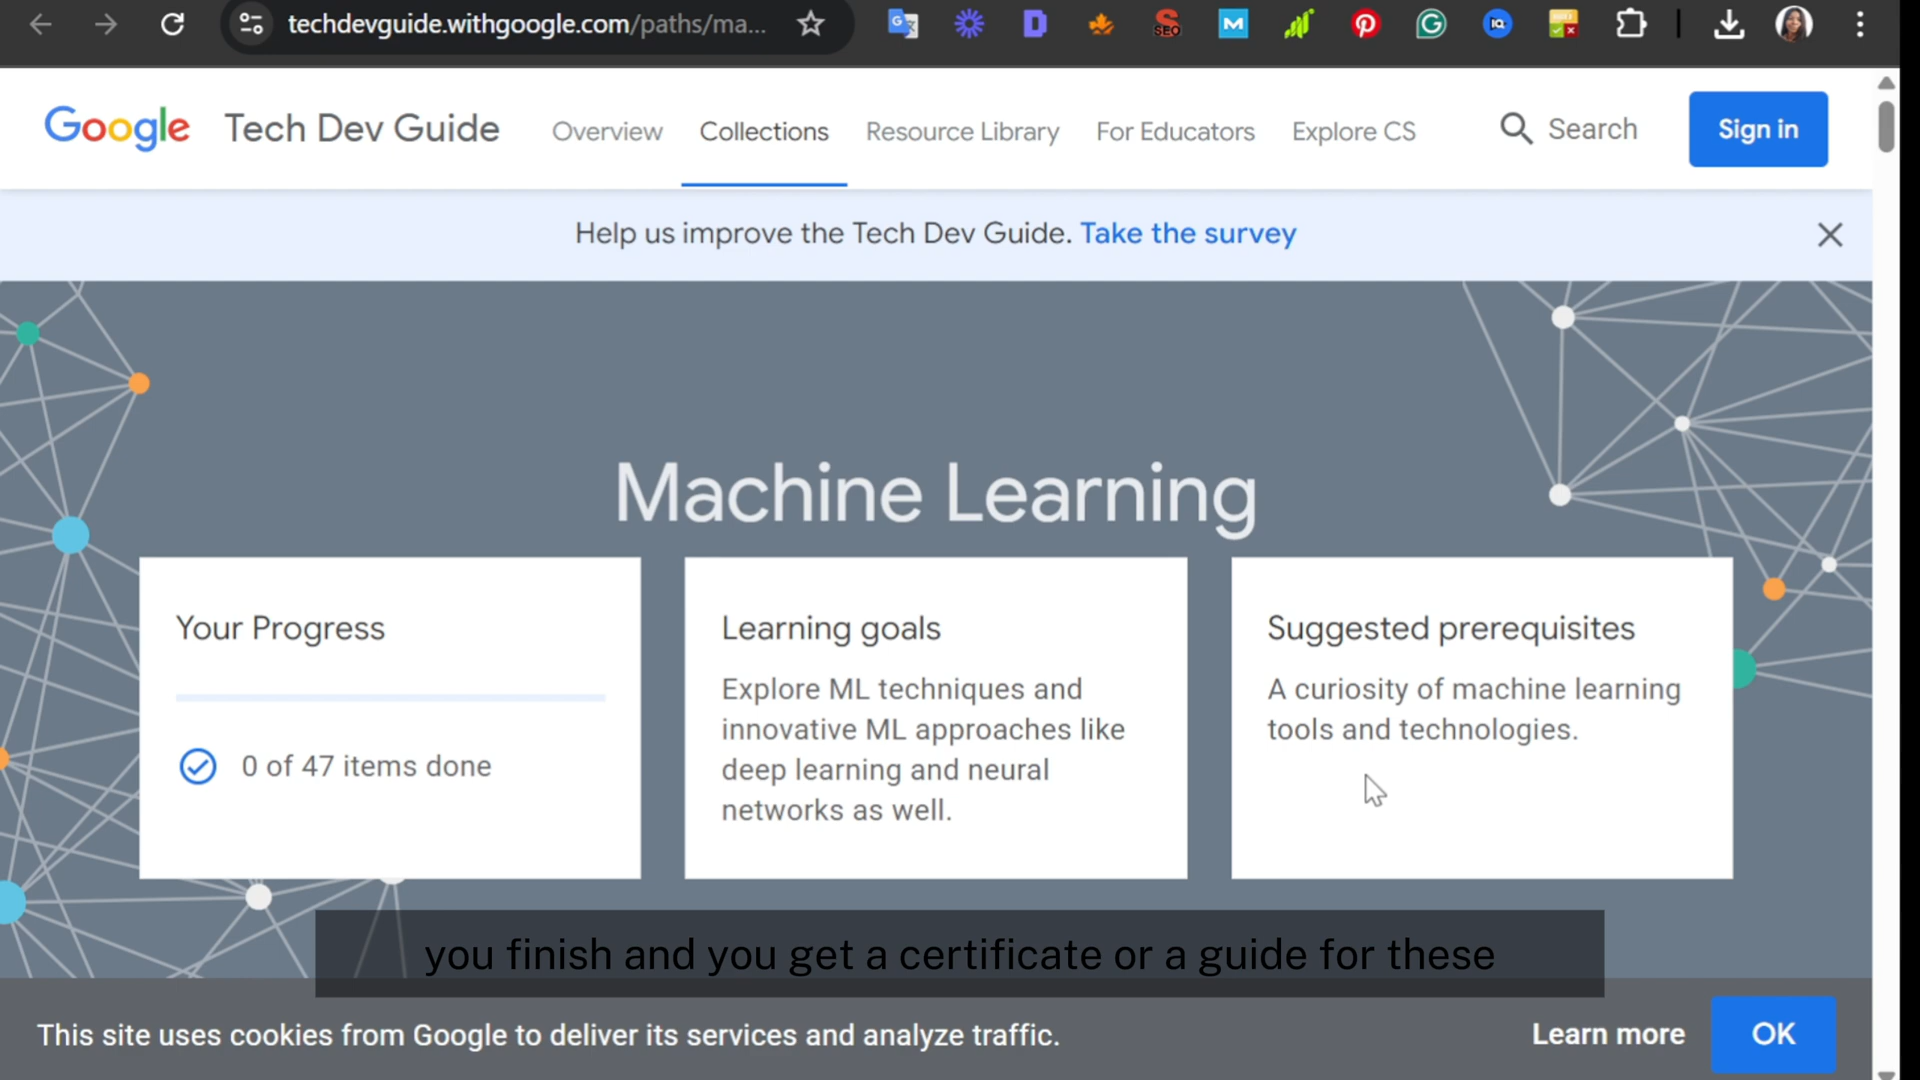 techdevguide.withgoogle.com/paths/ma...
SEO
M
IQ
Google Tech Dev Guide
Overview
Collections
Resource Library
For Educators
Explore CS
Search
Sign in
Help us improve the Tech Dev Guide. Take the survey
Machine Learning
Your Progress
0 of 47 items done
Learning goals
Explore ML techniques and
innovative ML approaches like
deep learning and neural
networks as well.
Suggested prerequisites
A curiosity of machine learning
tools and technologies.
you finish and you get a certificate or a guide for these
This site uses cookies from Google to deliver its services and analyze traffic.
Learn more
OK